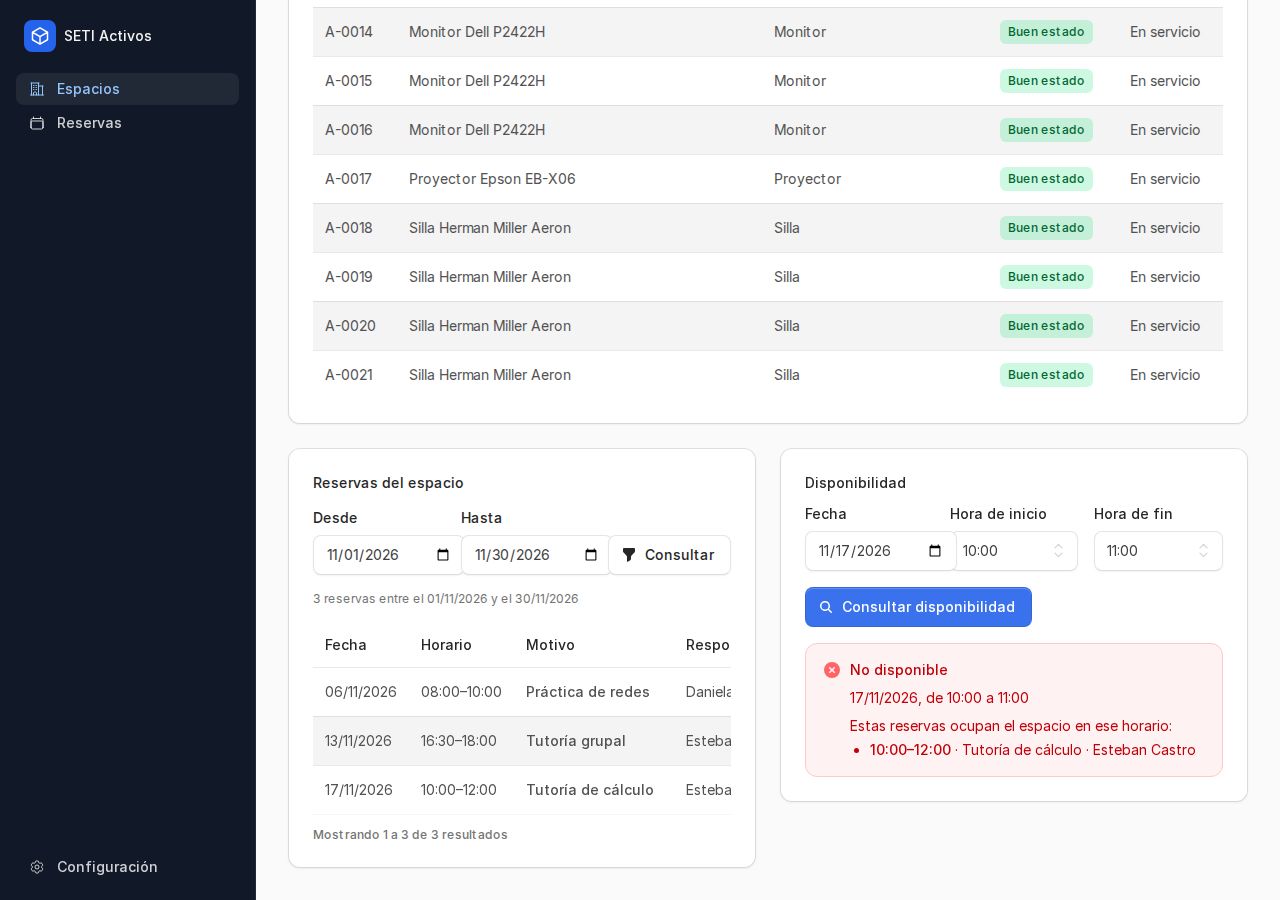 SETI Activos
Espacios
Reservas
Configuración
A-0014 Monitor Dell P2422H Monitor Buen estado En servicio
A-0015 Monitor Dell P2422H Monitor Buen estado En servicio
A-0016 Monitor Dell P2422H Monitor Buen estado En servicio
A-0017 Proyector Epson EB-X06 Proyector Buen estado En servicio
A-0018 Silla Herman Miller Aeron Silla Buen estado En servicio
A-0019 Silla Herman Miller Aeron Silla Buen estado En servicio
A-0020 Silla Herman Miller Aeron Silla Buen estado En servicio
A-0021 Silla Herman Miller Aeron Silla Buen estado En servicio
Reservas del espacio
Desde Hasta
11/01/2026 11/30/2026 Consultar
3 reservas entre el 01/11/2026 y el 30/11/2026
Fecha Horario Motivo Respo
06/11/2026 08:00–10:00 Práctica de redes Daniela
13/11/2026 16:30–18:00 Tutoría grupal Esteba
17/11/2026 10:00–12:00 Tutoría de cálculo Esteba
Mostrando 1 a 3 de 3 resultados
Disponibilidad
Fecha Hora de inicio Hora de fin
11/17/2026 10:00 11:00
Consultar disponibilidad
No disponible
17/11/2026, de 10:00 a 11:00
Estas reservas ocupan el espacio en ese horario:
• 10:00–12:00 · Tutoría de cálculo · Esteban Castro